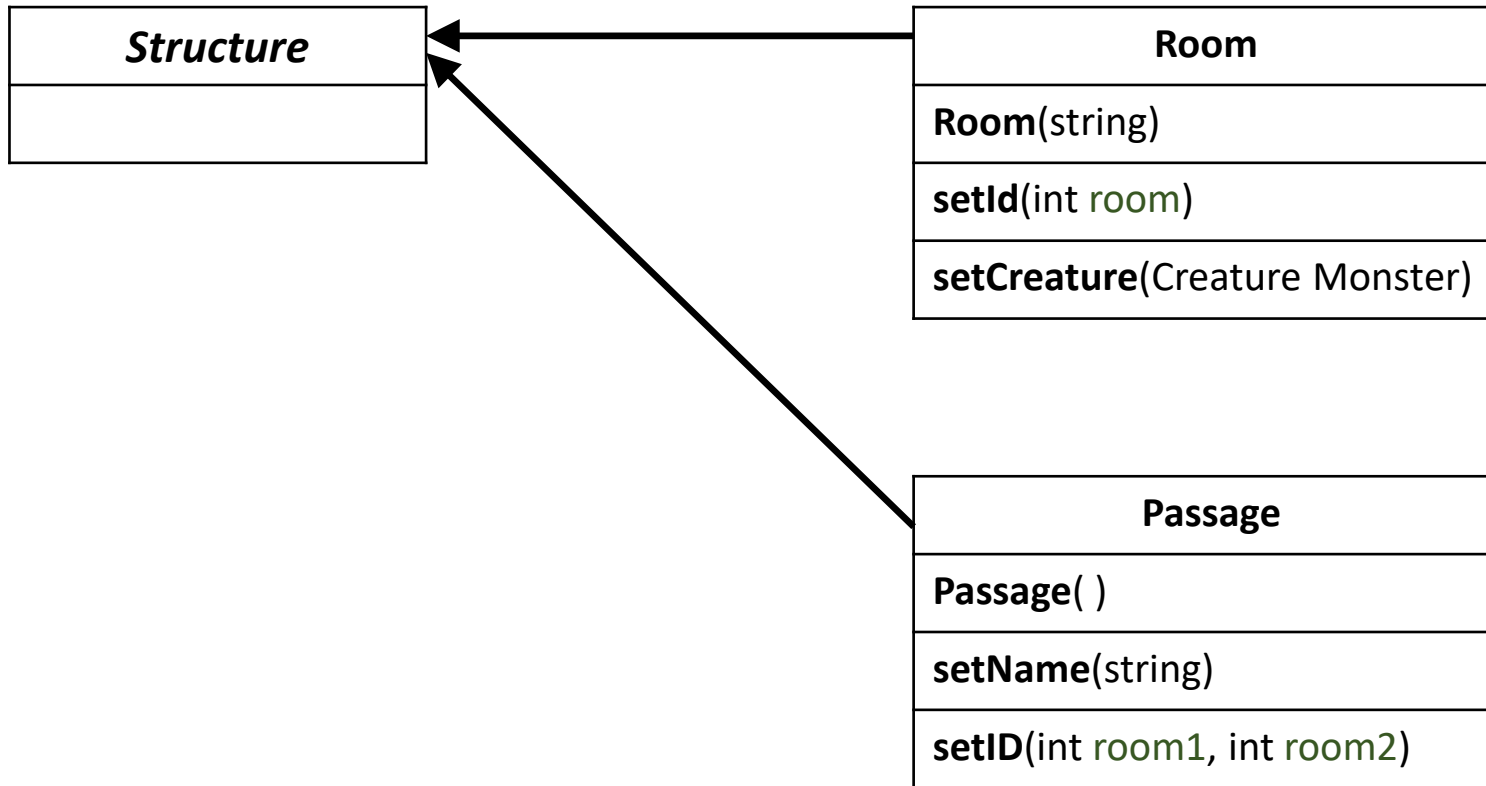 Structure
Room
Room(string)
setId(int room)
setCreature(Creature Monster)
Passage
Passage( )
setName(string)
setID(int room1, int room2)